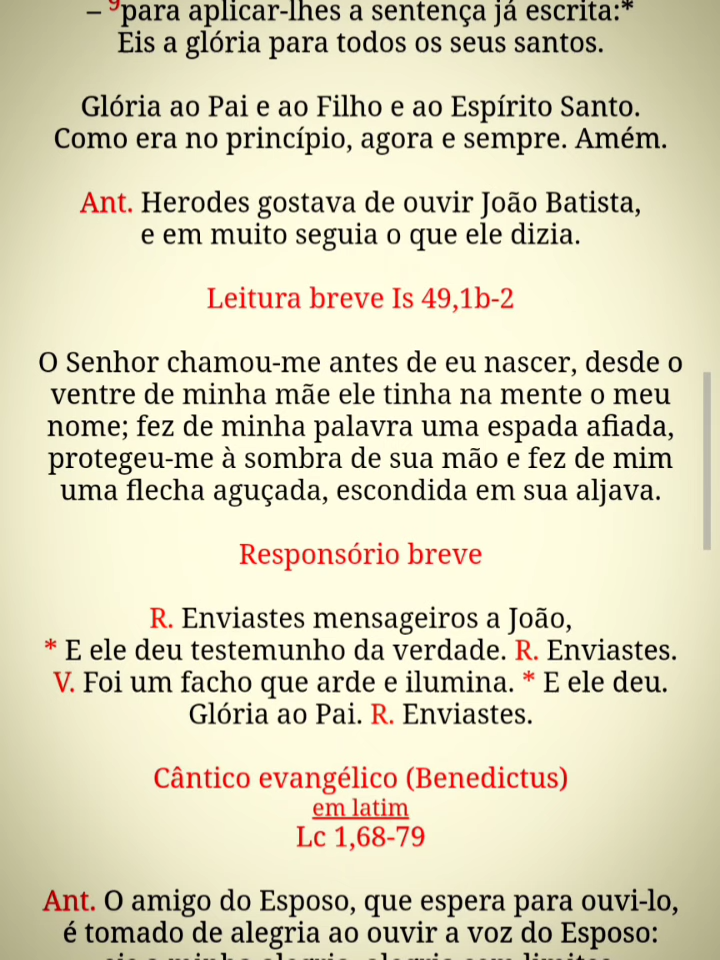 – ⁹para aplicar-lhes a sentença já escrita:*
Eis a glória para todos os seus santos.
Glória ao Pai e ao Filho e ao Espírito Santo.
Como era no princípio, agora e sempre. Amém.
Ant. Herodes gostava de ouvir João Batista,
e em muito seguia o que ele dizia.
Leitura breve Is 49,1b-2
O Senhor chamou-me antes de eu nascer, desde o
ventre de minha mãe ele tinha na mente o meu
nome; fez de minha palavra uma espada afiada,
protegeu-me à sombra de sua mão e fez de mim
uma flecha aguçada, escondida em sua aljava.
Responsório breve
R. Enviastes mensageiros a João,
* E ele deu testemunho da verdade. R. Enviastes.
V. Foi um facho que arde e ilumina. * E ele deu.
Glória ao Pai. R. Enviastes.
Cântico evangélico (Benedictus)
em latim
Lc 1,68-79
Ant. O amigo do Esposo, que espera para ouvi-lo,
é tomado de alegria ao ouvir a voz do Esposo: